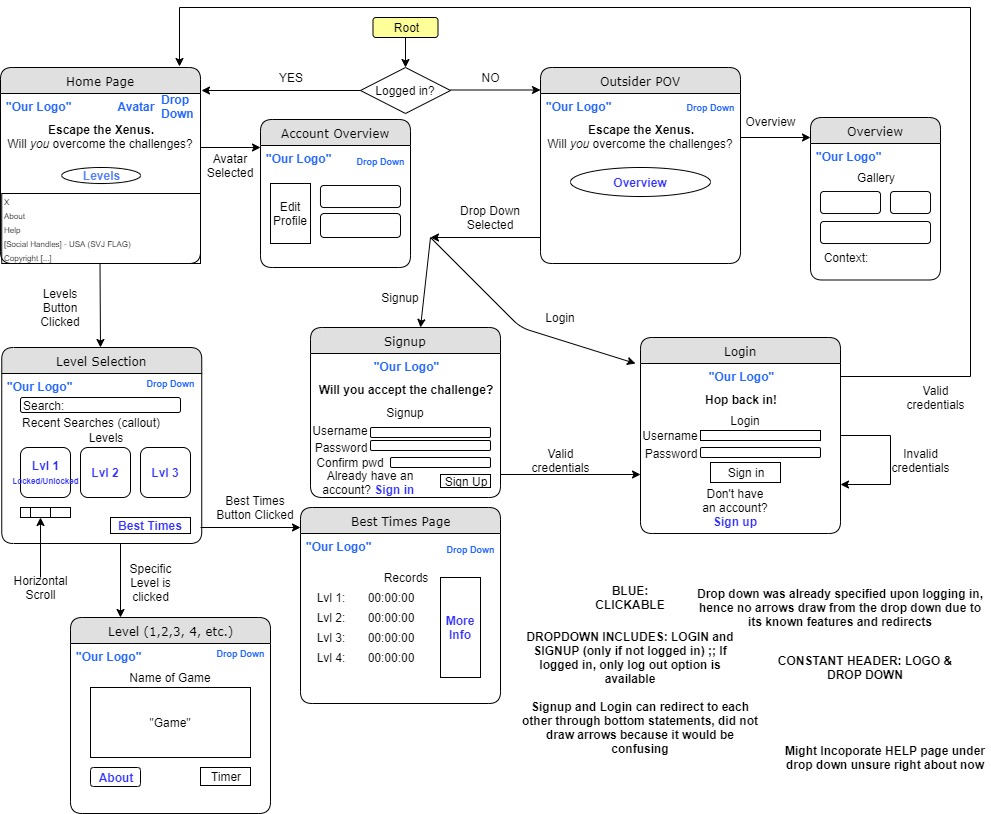 Root
Logged in?
YES
NO
Home Page
"Our Logo"
Avatar
Drop
Down
Escape the Xenus.
Will you overcome the challenges?
Levels
X
About
Help
[Social Handles] - USA (SVJ FLAG)
Copyright [...]
Avatar
Selected
Account Overview
"Our Logo"
Drop Down
Edit
Profile
Outsider POV
"Our Logo"
Drop Down
Escape the Xenus.
Will you overcome the challenges?
Overview
Overview
Overview
"Our Logo"
Gallery
Context:
Drop Down
Selected
Signup
Login
Levels
Button
Clicked
Level Selection
"Our Logo"
Drop Down
Search:
Recent Searches (callout)
Levels
Lvl 1
Locked/Unlocked
Lvl 2
Lvl 3
Best Times
Horizontal
Scroll
Best Times
Button Clicked
Specific
Level is
clicked
Signup
"Our Logo"
Will you accept the challenge?
Signup
Username
Password
Confirm pwd
Already have an
account? Sign in
Sign Up
Valid
credentials
Login
"Our Logo"
Hop back in!
Login
Username
Password
Sign in
Don't have
an account?
Sign up
Valid
credentials
Invalid
credentials
Best Times Page
"Our Logo"
Drop Down
Records
Lvl 1: 00:00:00
Lvl 2: 00:00:00
Lvl 3: 00:00:00
Lvl 4: 00:00:00
More
Info
Level (1,2,3, 4, etc.)
"Our Logo"
Drop Down
Name of Game
"Game"
About
Timer
BLUE:
CLICKABLE
Drop down was already specified upon logging in,
hence no arrows draw from the drop down due to
its known features and redirects
DROPDOWN INCLUDES: LOGIN and
SIGNUP (only if not logged in) ;; If
logged in, only log out option is
available
CONSTANT HEADER: LOGO &
DROP DOWN
Signup and Login can redirect to each
other through bottom statements, did not
draw arrows because it would be
confusing
Might Incoporate HELP page under
drop down unsure right about now